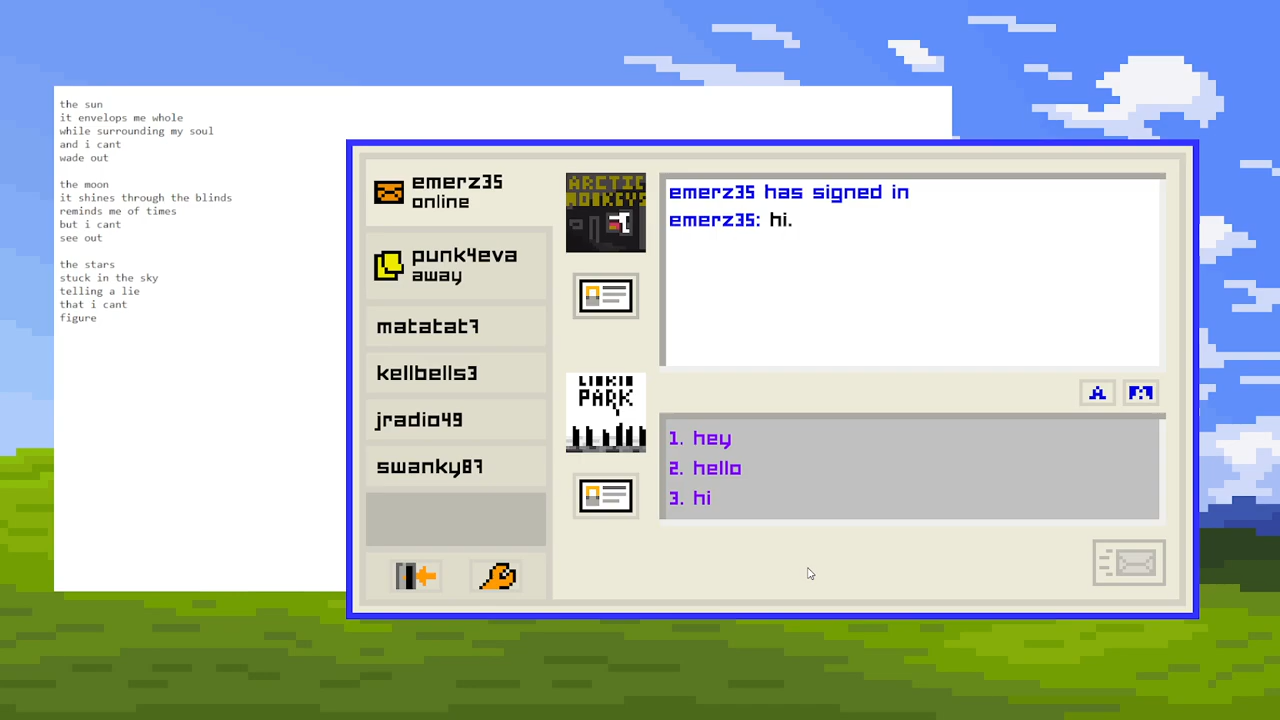 the sun
it envelops me whole
while surrounding my soul
and i cant
wade out
the moon
it shines through the blinds
reminds me of times
but i cant
see out
the stars
stuck in the sky
telling a lie
that i cant
figure
emerz35
online
punk4eva
away
matatat7
kellbells3
jradio49
swanky87
ARCTIC
MONKEYS
LINKIN
PARK
emerz35 has signed in
emerz35: hi.
A
1. hey
2. hello
3. hi